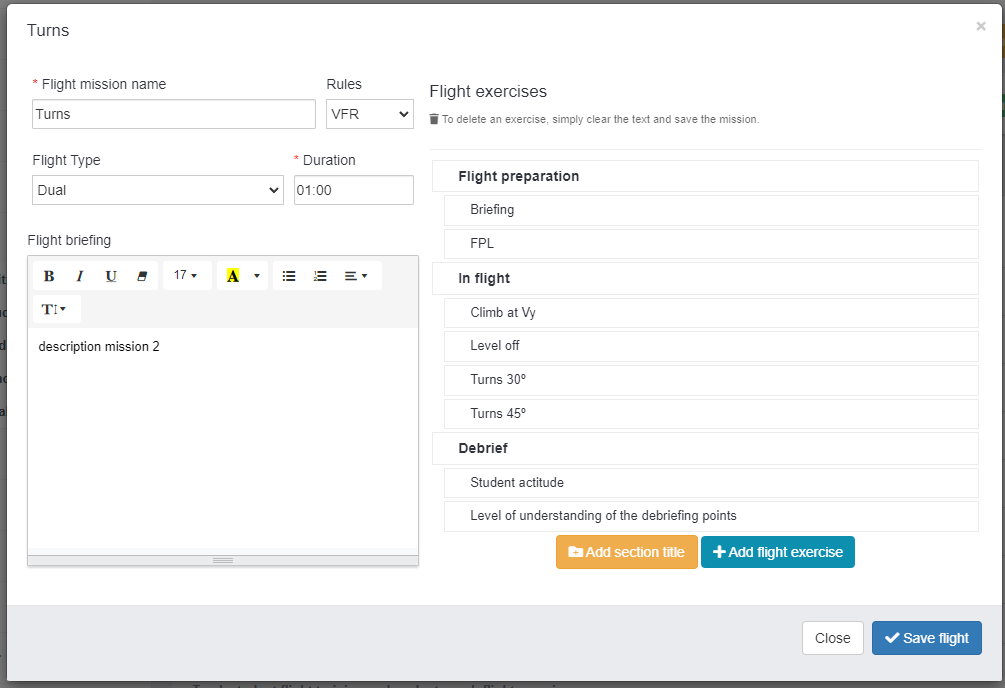 Turns
×
* Flight mission name
Rules
Turns
VFR
Flight Type
* Duration
Dual
01:00
Flight briefing
B I U 17 A
TI
description mission 2
Flight exercises
To delete an exercise, simply clear the text and save the mission.
Flight preparation
Briefing
FPL
In flight
Climb at Vy
Level off
Turns 30º
Turns 45º
Debrief
Student actitude
Level of understanding of the debriefing points
Add section title
Add flight exercise
Close
Save flight